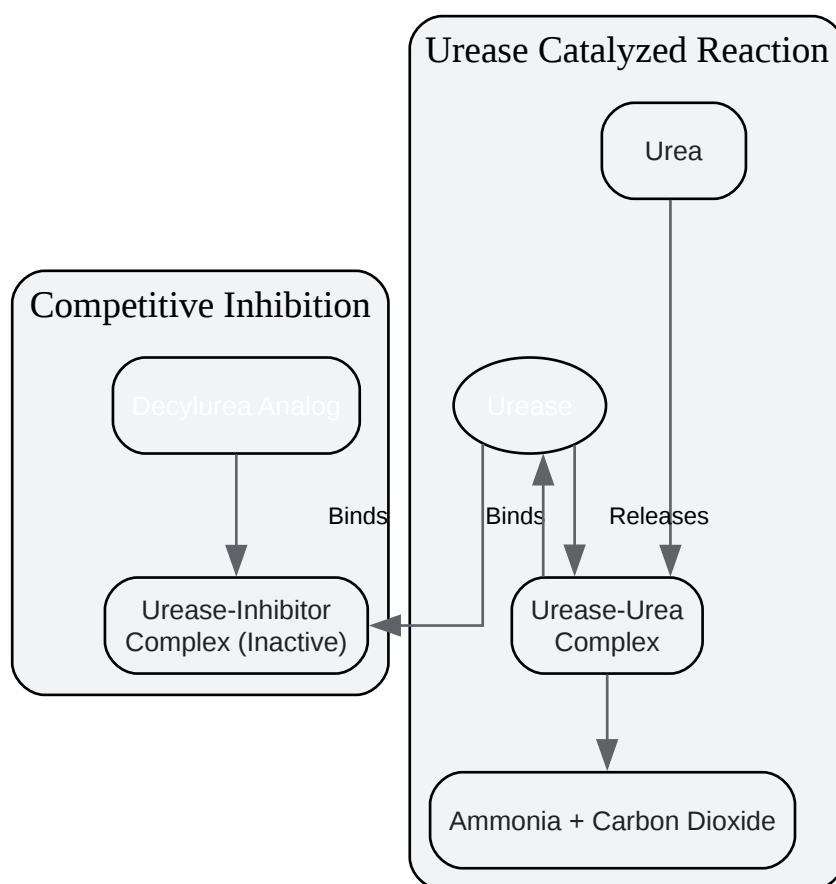 Urease Catalyzed Reaction
Urea
Competitive Inhibition
Decylurea Analog
Urease
Binds
Binds
Releases
Urease-Inhibitor
Complex (Inactive)
Urease-Urea
Complex
Ammonia + Carbon Dioxide